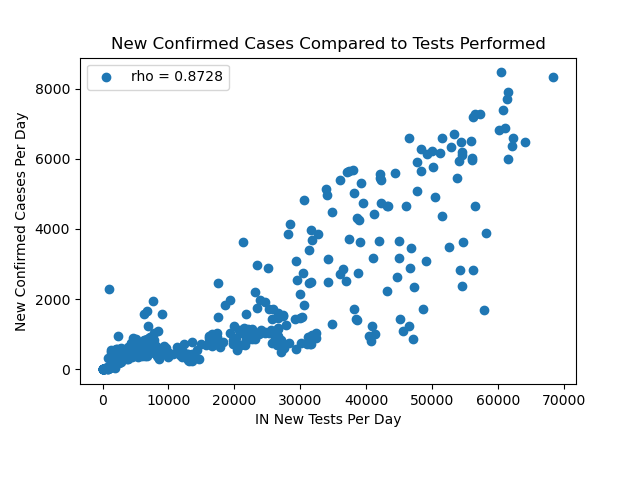 New Confirmed Cases Compared to Tests Performed
rho = 0.8728
New Confirmed Caeses Per Day
8000
6000
4000
2000
0
0 10000 20000 30000 40000 50000 60000 70000
IN New Tests Per Day